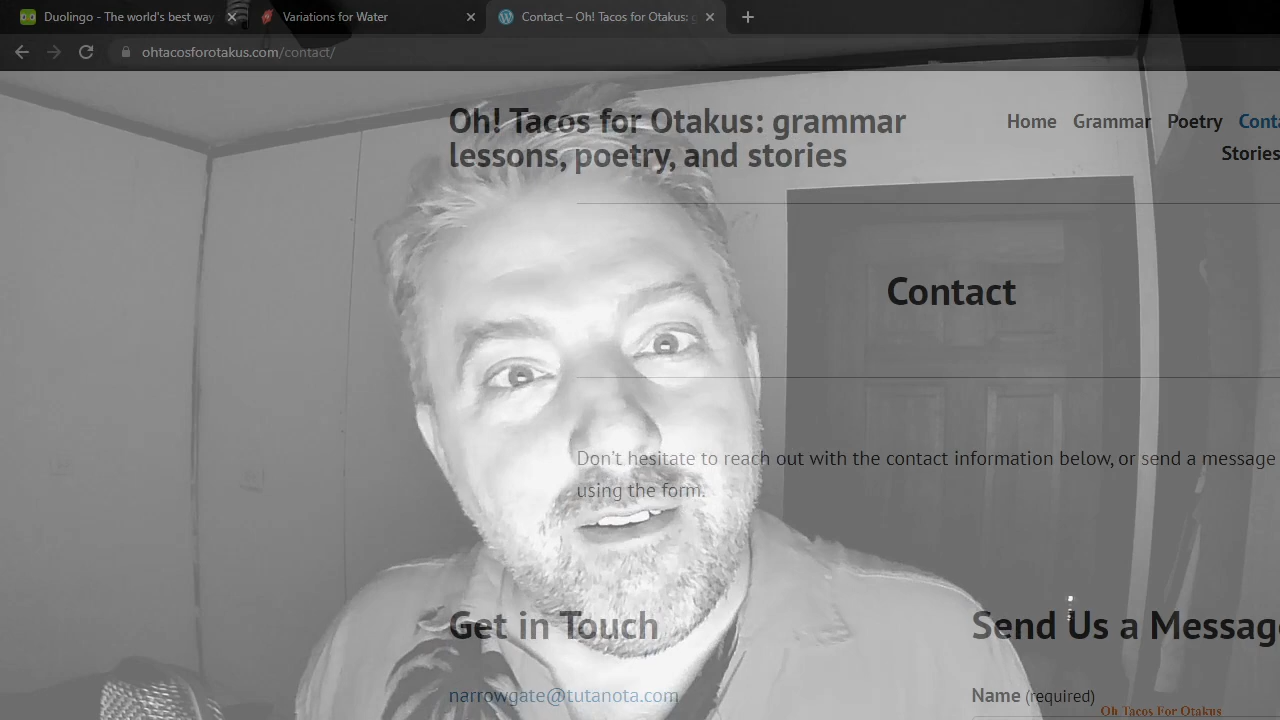 Duolingo - The world's best way
Variations for Water
Contact – Oh! Tacos for Otakus: g
ohtacosforotakus.com/contact/
Oh! Tacos for Otakus: grammar
lessons, poetry, and stories
Home Grammar Poetry Conta
Stories
Contact
Don't hesitate to reach out with the contact information below, or send a message
using the form.
Get in Touch
Send Us a Message
narrowgate@tutanota.com
Name (required)
Oh Tacos For Otakus